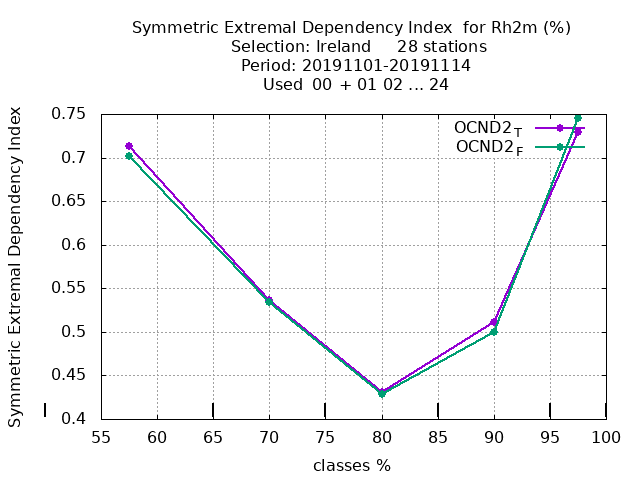 Symmetric Extremal Dependency Index for Rh2m (%)
Selection: Ireland 28 stations
Period: 20191101-20191114
Used 00 + 01 02 ... 24
Symmetric Extremal Dependency Index
0.75
0.7
0.65
0.6
0.55
0.5
0.45
0.4
OCND2T
OCND2F
55 60 65 70 75 80 85 90 95 100
classes %